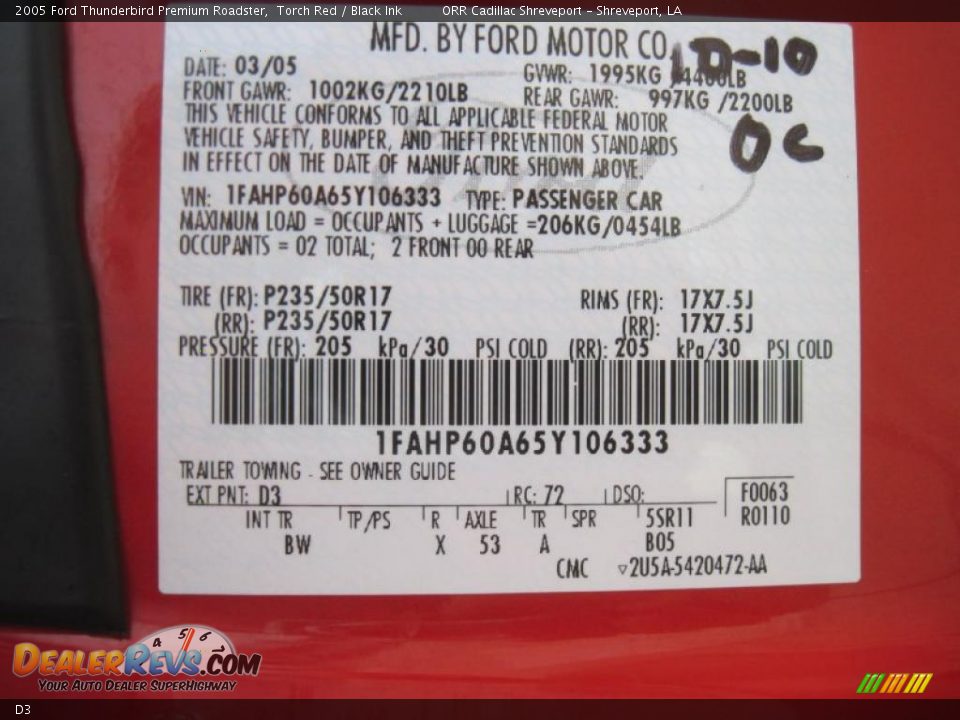 2005 Ford Thunderbird Premium Roadster, Torch Red / Black Ink ORR Cadillac Shreveport – Shreveport, LA
MFD. BY FORD MOTOR CO.
D-10
DATE: 03/05 GVWR: 1995KG /4400LB
FRONT GAWR: 1002KG/2210LB REAR GAWR: 997KG /2200LB
THIS VEHICLE CONFORMS TO ALL APPLICABLE FEDERAL MOTOR
VEHICLE SAFETY, BUMPER, AND THEFT PREVENTION STANDARDS
IN EFFECT ON THE DATE OF MANUFACTURE SHOWN ABOVE.
OC
VIN: 1FAHP60A65Y106333 TYPE: PASSENGER CAR
MAXIMUM LOAD = OCCUPANTS + LUGGAGE =206KG/0454LB
OCCUPANTS = 02 TOTAL; 2 FRONT 00 REAR
TIRE (FR): P235/50R17 RIMS (FR): 17X7.5J
(RR): P235/50R17 (RR): 17X7.5J
PRESSURE (FR): 205 kPa/30 PSI COLD (RR): 205 kPa/30 PSI COLD
1FAHP60A65Y106333
TRAILER TOWING - SEE OWNER GUIDE
EXT PNT: D3 RC: 72 DSO: F0063
INT TR TP/PS R AXLE TR SPR 5SR11 R0110
BW X 53 A B05
CMC ▿2U5A-5420472-AA
4 5 6
DEALERREVS.COM
YOUR AUTO DEALER SUPERHIGHWAY
D3